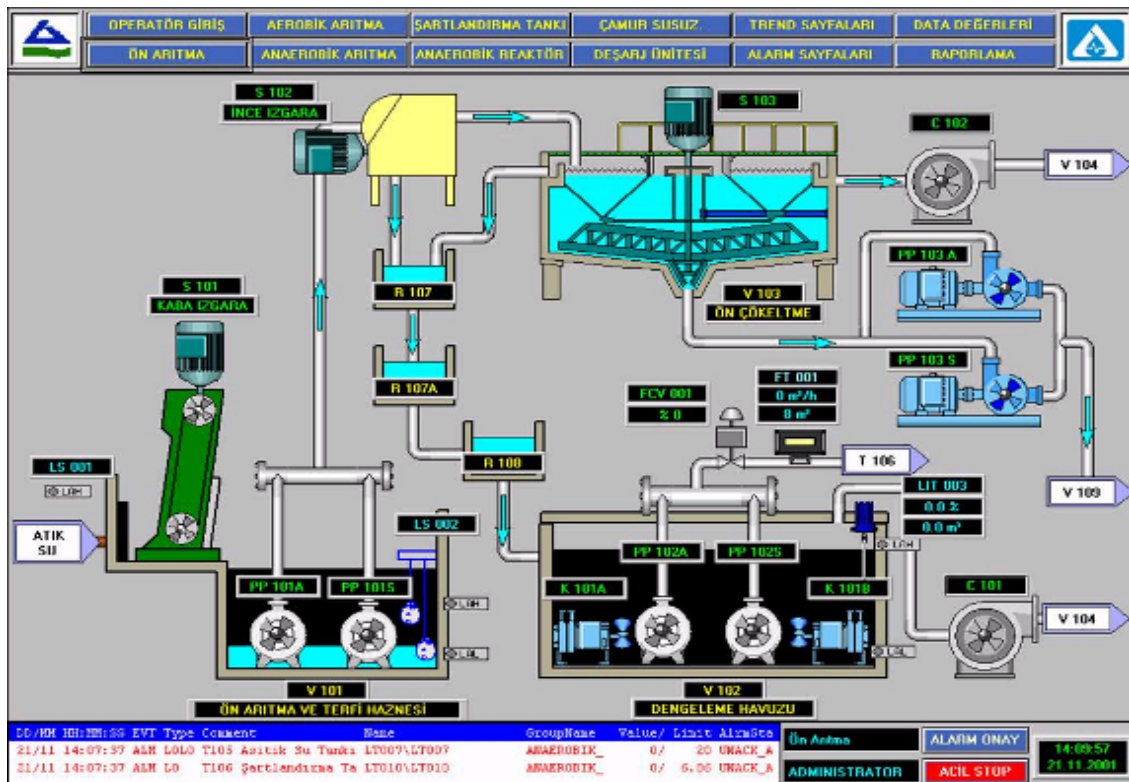 OPERATÖR GİRİŞ AEROBİK ARITMA ŞARTLANDIRMA TANKI ÇAMUR SUSUZ. TREND SAYFALARI DATA DEĞERLERİ
ÖN ARITMA ANAEROBİK ARITMA ANAEROBİK REAKTÖR DEŞARJ ÜNİTESİ ALARM SAYFALARI RAPORLAMA
S 102
İNCE IZGARA
S 103
C 102
V 104
PP 103 A
S 101
KABA IZGARA
R 107
V 103
ÖN ÇÖKELTME
PP 103 S
R 107A
FCV 001
% 0
FT 001
0 m³/h
8 m³
R 108
T 106
LS 001
LAH
LIT 003
0.0 %
0.0 m³
V 109
ATIK
SU
LS 002
LAH
PP 102A
PP 102S
PP 101A
PP 101S
K 101A
K 101B
C 101
LAH
V 104
LAL
LAL
V 101
ÖN ARITMA VE TERFİ HAZNESİ
V 102
DENGELEME HAVUZU
DD/MM HH:MM:SS EVT Type Comment Name GroupName Value/ Limit AlrmSta
21/11 14:07:37 ALM LOLO T105 Asitik Su Tankı LT007\LT007 ANAEROBIK_ 0/ 20 UNACK_A
21/11 14:07:37 ALM LO T106 Şartlandırma Ta LT010\LT010 ANAEROBIK_ 0/ UNACK_A
Ön Arıtma
ALARM ONAY
14:09:57
21.11.2001
ADMINISTRATOR
ACİL STOP